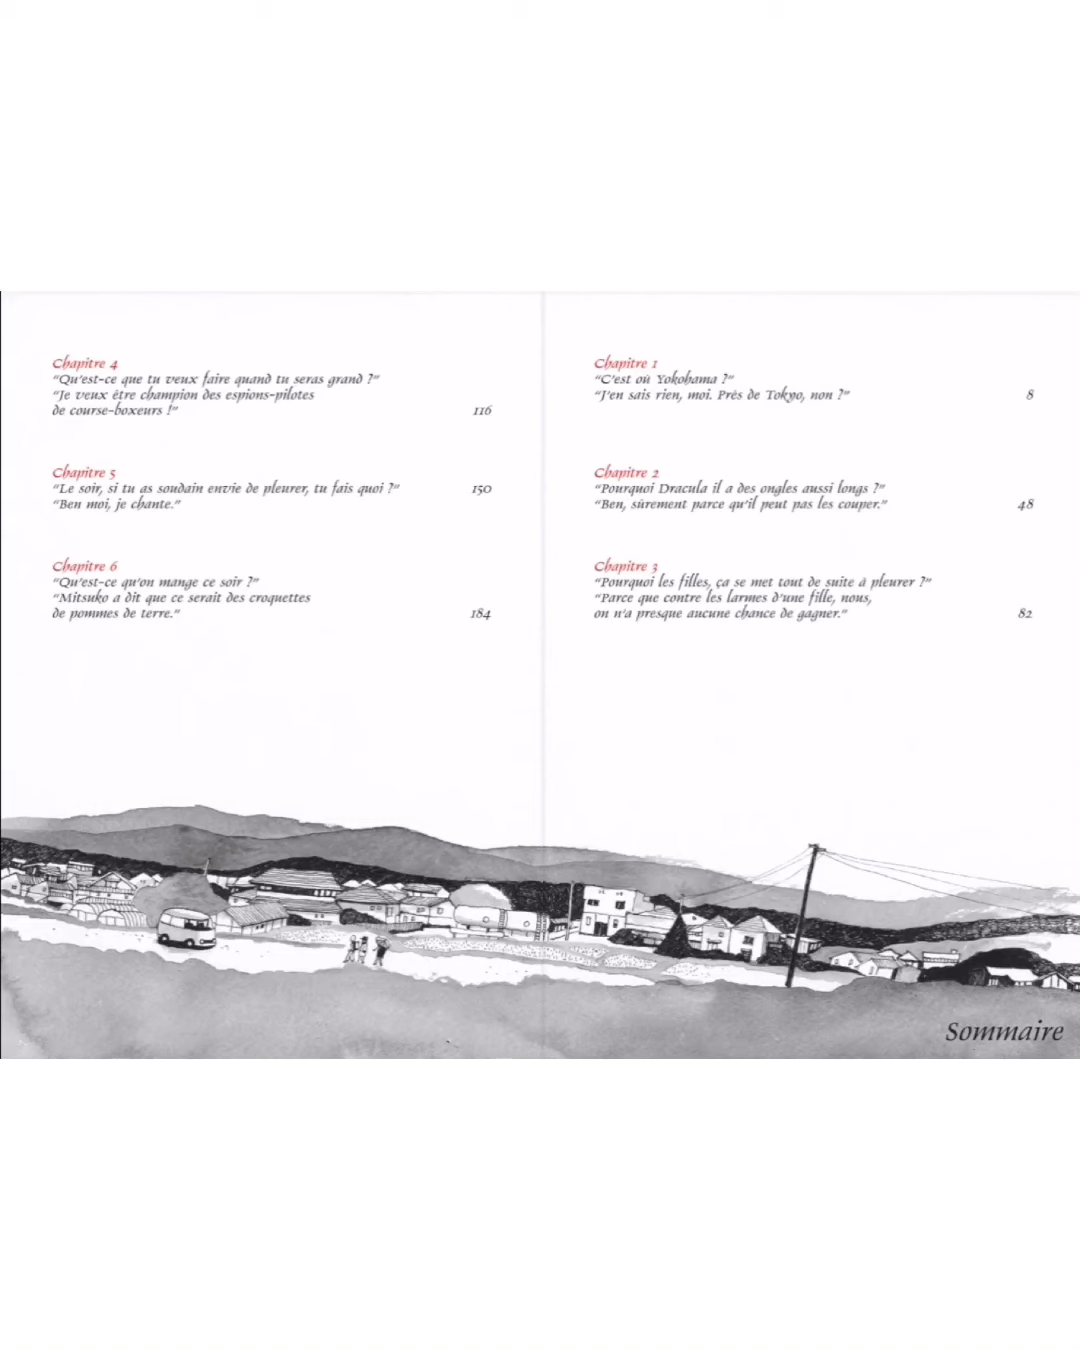 Chapitre 1
"C'est où Yokohama ?"
"J'en sais rien, moi. Près de Tokyo, non ?" 8
Chapitre 2
"Pourquoi Dracula il a des ongles aussi longs ?"
"Ben, sûrement parce qu'il peut pas les couper." 48
Chapitre 3
"Pourquoi les filles, ça se met tout de suite à pleurer ?"
"Parce que contre les larmes d'une fille, nous,
on n'a presque aucune chance de gagner." 82
Chapitre 4
"Qu'est-ce que tu veux faire quand tu seras grand ?"
"Je veux être champion des espions-pilotes
de course-boxeurs !" 116
Chapitre 5
"Le soir, si tu as soudain envie de pleurer, tu fais quoi ?" 150
"Ben moi, je chante."
Chapitre 6
"Qu'est-ce qu'on mange ce soir ?"
"Mitsuko a dit que ce serait des croquettes
de pommes de terre." 184
Sommaire